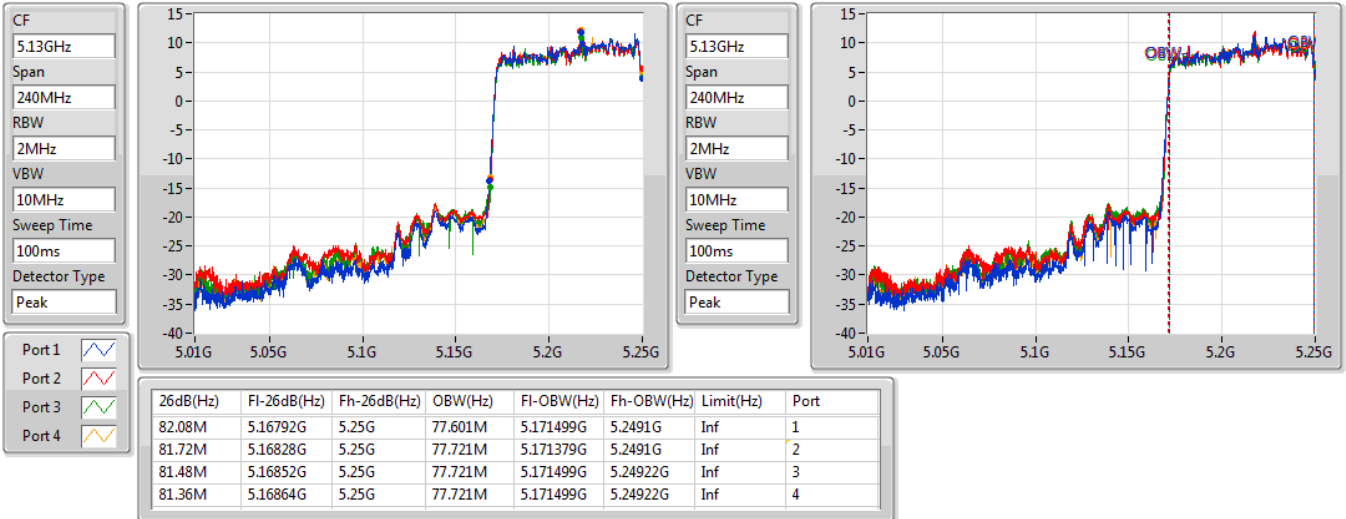 CF
5.13GHz
Span
240MHz
RBW
2MHz
VBW
10MHz
Sweep Time
100ms
Detector Type
Peak
15
10
5
0
-5
-10
-15
-20
-25
-30
-35
-40
5.01G 5.05G 5.1G 5.15G 5.2G 5.25G
CF
5.13GHz
Span
240MHz
RBW
2MHz
VBW
10MHz
Sweep Time
100ms
Detector Type
Peak
15
10
5
0
-5
-10
-15
-20
-25
-30
-35
-40
OBW
5.01G 5.05G 5.1G 5.15G 5.2G 5.25G
Port 1
Port 2
Port 3
Port 4
26dB(Hz) Fl-26dB(Hz) Fh-26dB(Hz) OBW(Hz) Fl-OBW(Hz) Fh-OBW(Hz) Limit(Hz) Port
82.08M 5.16792G 5.25G 77.601M 5.171499G 5.2491G Inf 1
81.72M 5.16828G 5.25G 77.721M 5.171379G 5.2491G Inf 2
81.48M 5.16852G 5.25G 77.721M 5.171499G 5.24922G Inf 3
81.36M 5.16864G 5.25G 77.721M 5.171499G 5.24922G Inf 4